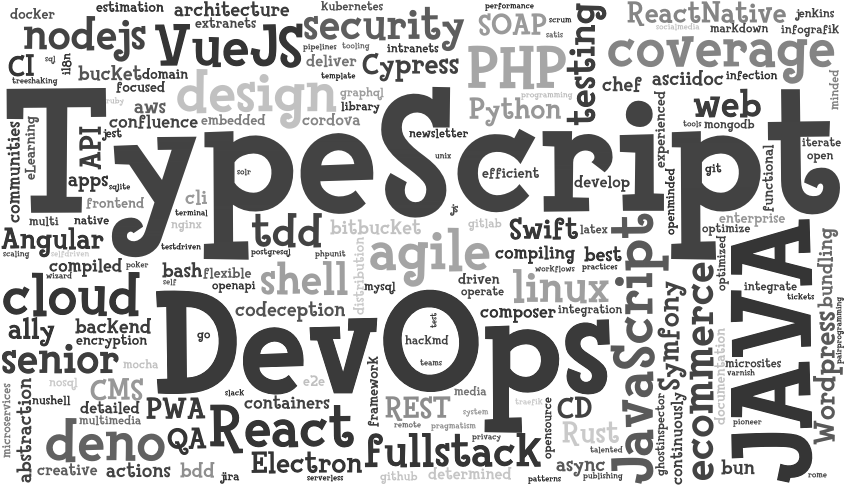 docker
estimation
architecture
kubernetes
performance
scrum
ReactNative
jenkins
extranets
security
SOAP
satis
socialmedia
markdown
infografik
nodejs
VueJS
pipelines
tooling
intranets
testing
coverage
CI
sql
i18n
deliver
Cypress
PHP
treeshaKing
bucket
domain
template
chef
asciidoc
infection
minded
focused
design
graphql
programming
ruby
aws
library
Python
experienced
web
confluence
embedded
cordova
tools
mongodb
communities
eLearning
API
jest
TypeScript
newsletter
iterate
open
unix
apps
sqlite
solr
efficient
develop
git
functional
openminded
frontend
cli
js
multi
native
terminal
nginx
tdd
bitbucket
gitlab
Swift
latex
enterprise
optimize
Angular
testdriven
scaling
selfdriven
postgresql
phpunit
distribution
agile
compiling
best
JavaScript
optimized
JAVA
compiled
poker
wizard
bash
flexible
self
openapi
shell
mysql
driven
operate
workflows
practices
linux
integrate
tickets
bundling
cloud
codeception
composer
integration
Symfony
ecommerce
Wordpress
pairprogramming
a11y
backend
encryption
DevOps
go
test
hackmd
teams
documentation
senior
mocha
microsites
varnish
microservices
nosql
CMS
e2e
framework
nushell
abstraction
detailed
multimedia
PWA
slack
containers
REST
media
system
remote
pragmatism
traefik
opensource
CD
ghostinspector
continuously
pioneer
deno
QA
React
privacy
Rust
talented
fullstack
creative
actions
bdd
jira
Electron
serverless
github
determined
patterns
async
publishing
bun
rome